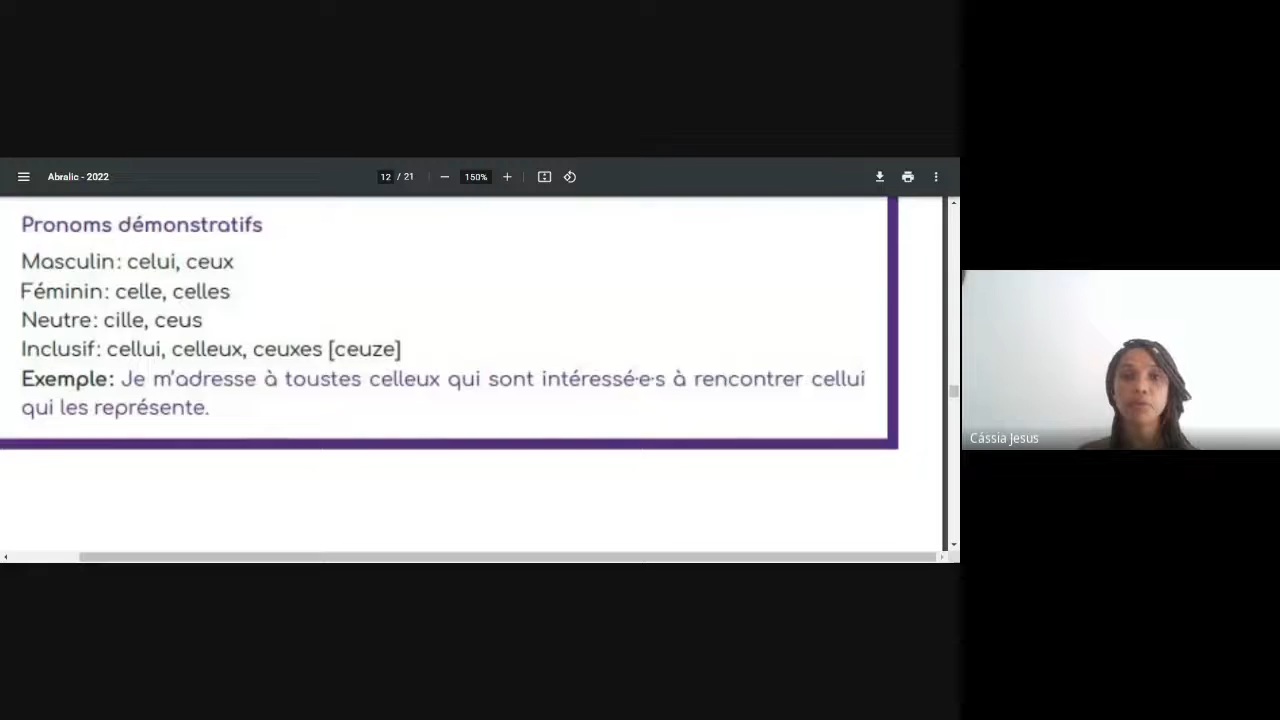 Abralic - 2022
12 / 21
150%
Pronoms démonstratifs
Masculin: celui, ceux
Féminin: celle, celles
Neutre: cille, ceus
Inclusif: cellui, celleux, ceuxes [ceuze]
Exemple: Je m'adresse à toustes celleux qui sont intéressé·e·s à rencontrer cellui
qui les représente.
Cássia Jesus